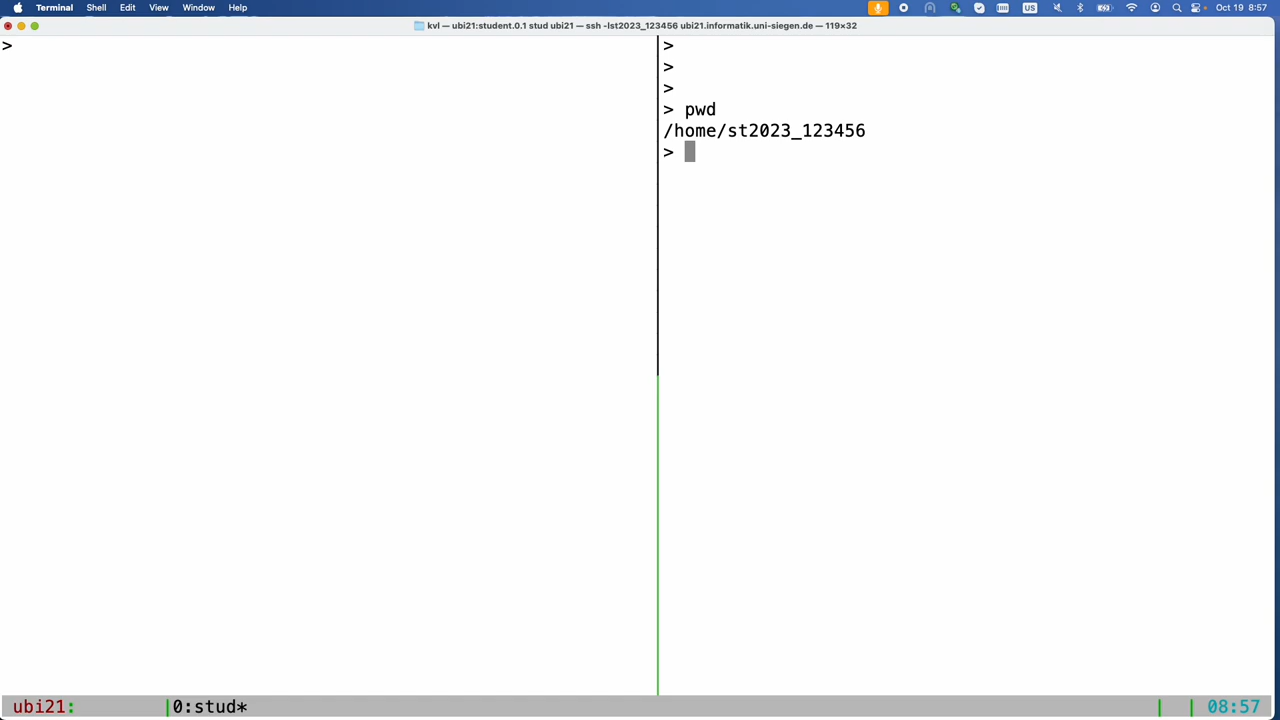 Terminal Shell Edit View Window Help US Oct 19 8:57
kvl — ubi21:student.0.1 stud ubi21 — ssh -lst2023_123456 ubi21.informatik.uni-siegen.de — 119×32
>
>
>
>
> pwd
/home/st2023_123456
>
ubi21: |0:stud* | | 08:57